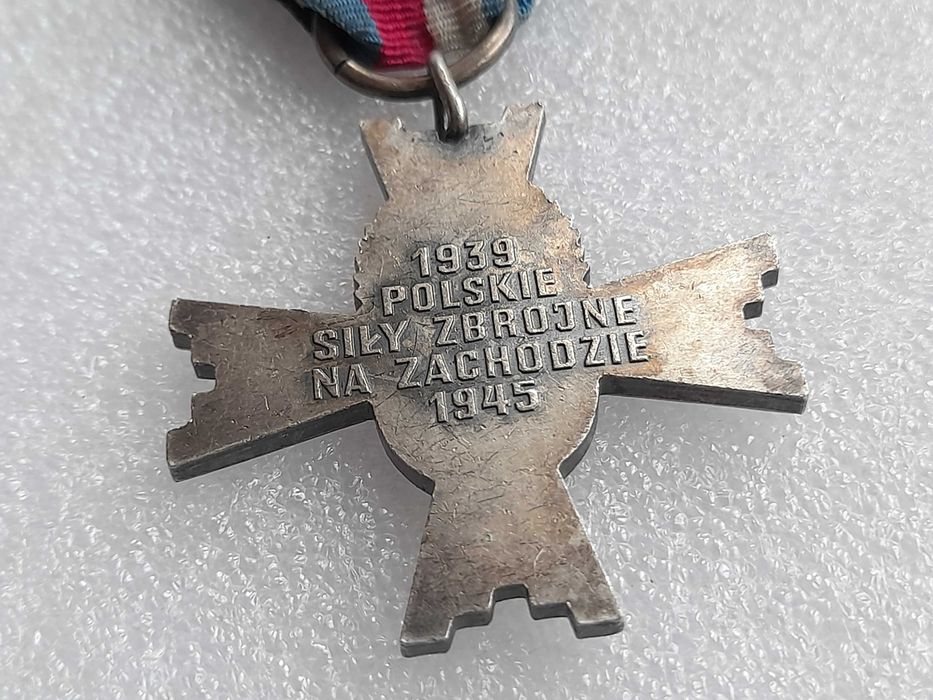 1939
POLSKIE
SIŁY ZBROJNE
NA ZACHODZIE
1945